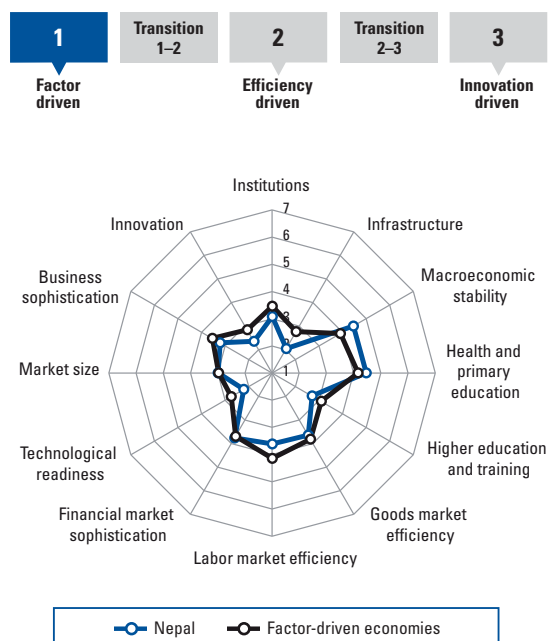 1
Transition
1–2
2
Transition
2–3
3
Factor
driven
Efficiency
driven
Innovation
driven
Institutions
7
Innovation
6
Infrastructure
5
Business
sophistication
4
Macroeconomic
stability
3
2
Market size
1
Health and
primary
education
Technological
readiness
Higher education
and training
Financial market
sophistication
Goods market
efficiency
Labor market efficiency
Nepal
Factor-driven economies